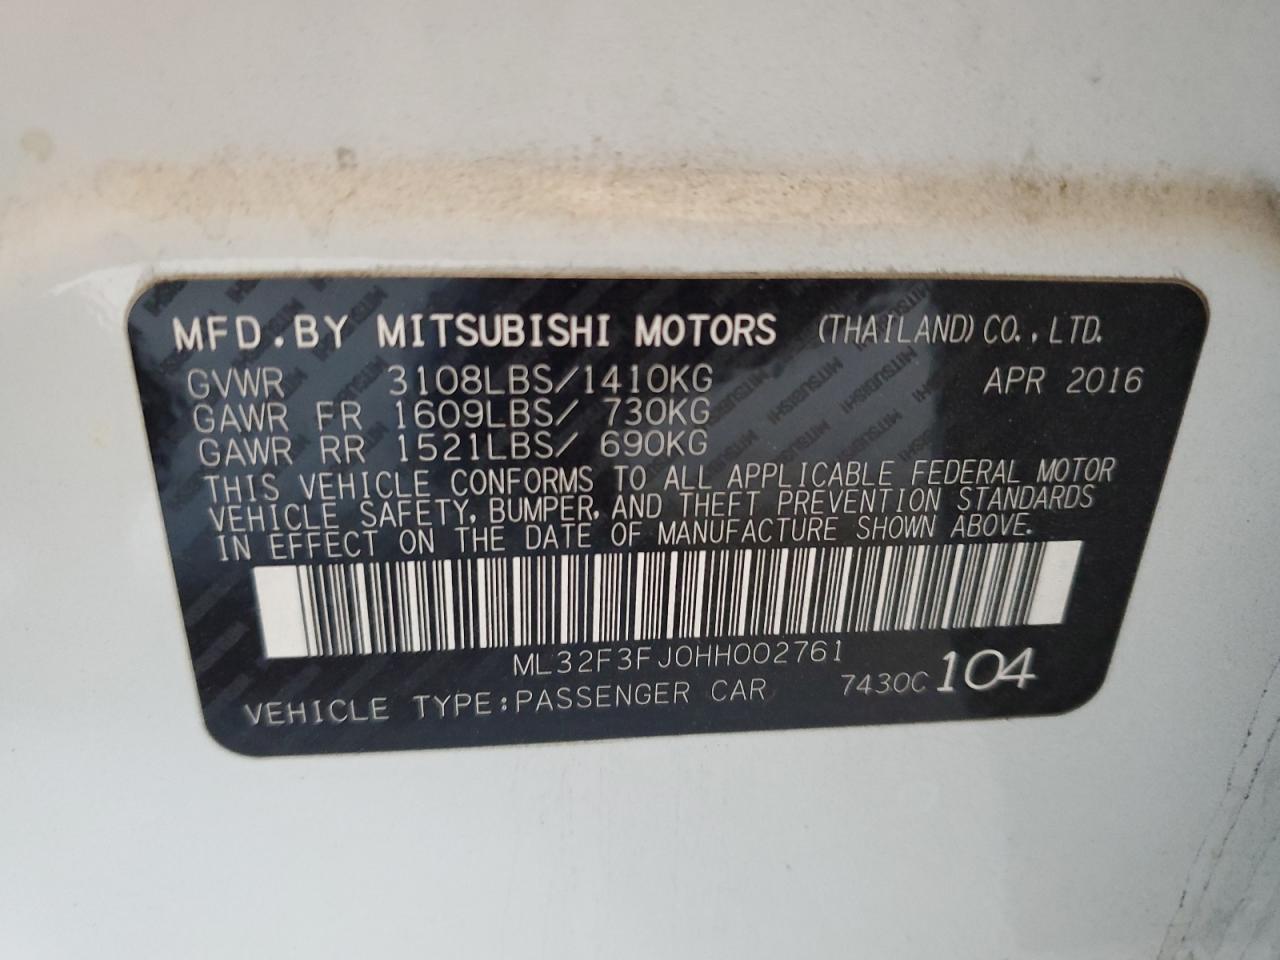 MFD.BY MITSUBISHI MOTORS (THAILAND)CO.,LTD.
GVWR 3108LBS/1410KG APR 2016
GAWR FR 1609LBS/ 730KG
GAWR RR 1521LBS/ 690KG
THIS VEHICLE CONFORMS TO ALL APPLICABLE FEDERAL MOTOR
VEHICLE SAFETY, BUMPER, AND THEFT PREVENTION STANDARDS
IN EFFECT ON THE DATE OF MANUFACTURE SHOWN ABOVE.
ML32F3FJ0HH002761
VEHICLE TYPE:PASSENGER CAR 7430C 104